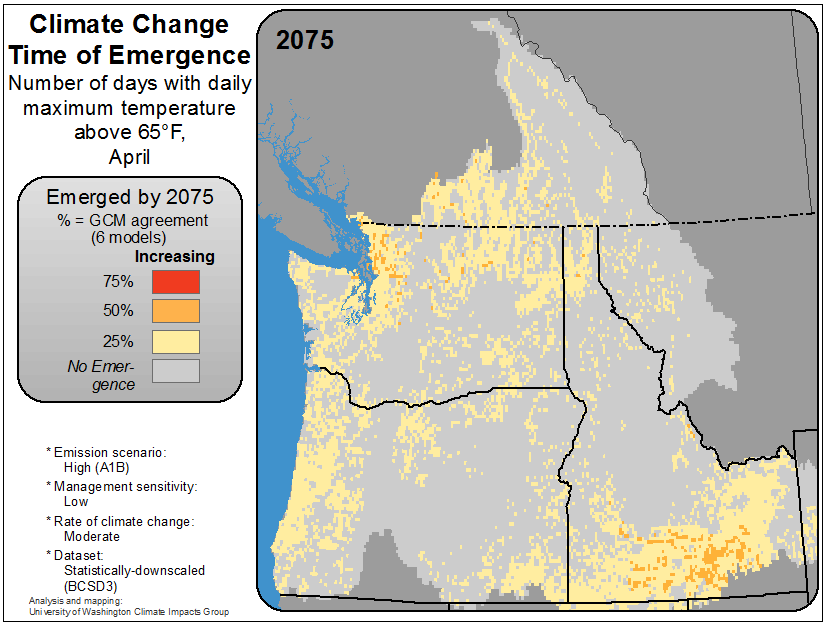 Climate Change
Time of Emergence
Number of days with daily
maximum temperature
above 65°F,
April
2075
Emerged by 2075
% = GCM agreement
(6 models)
Increasing
75%
50%
25%
No Emer-
gence
* Emission scenario:
High (A1B)
* Management sensitivity:
Low
* Rate of climate change:
Moderate
* Dataset:
Statistically-downscaled
(BCSD3)
Analysis and mapping:
University of Washington Climate Impacts Group